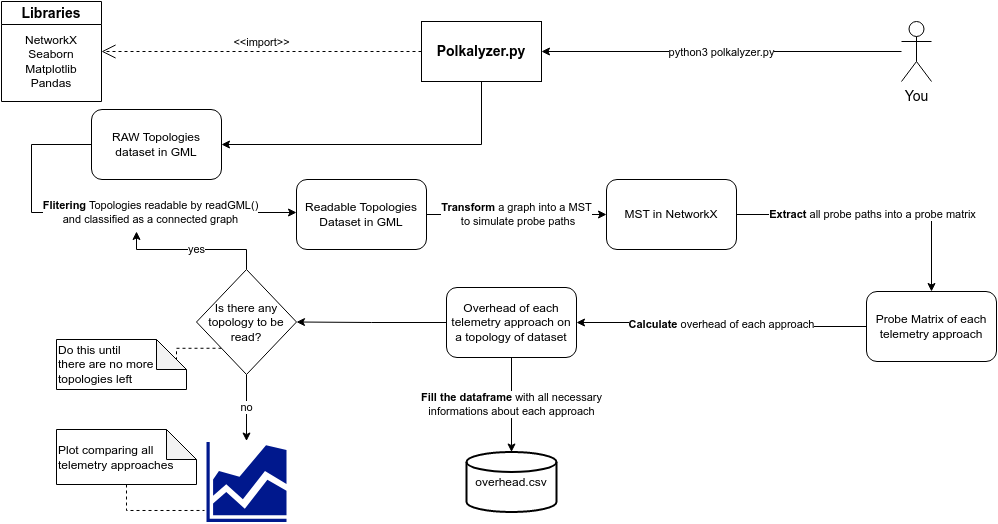 Libraries
NetworkX
Seaborn
Matplotlib
Pandas
<<import>>
Polkalyzer.py
python3 polkalyzer.py
You
RAW Topologies
dataset in GML
Flitering Topologies readable by readGML()
and classified as a connected graph
Readable Topologies
Dataset in GML
Transform a graph into a MST
to simulate probe paths
MST in NetworkX
Extract all probe paths into a probe matrix
yes
Is there any
topology to be
read?
Overhead of each
telemetry approach on
a topology of dataset
Calculate overhead of each approach
Probe Matrix of each
telemetry approach
Do this until
there are no more
topologies left
no
Fill the dataframe with all necessary
informations about each approach
Plot comparing all
telemetry approaches
overhead.csv